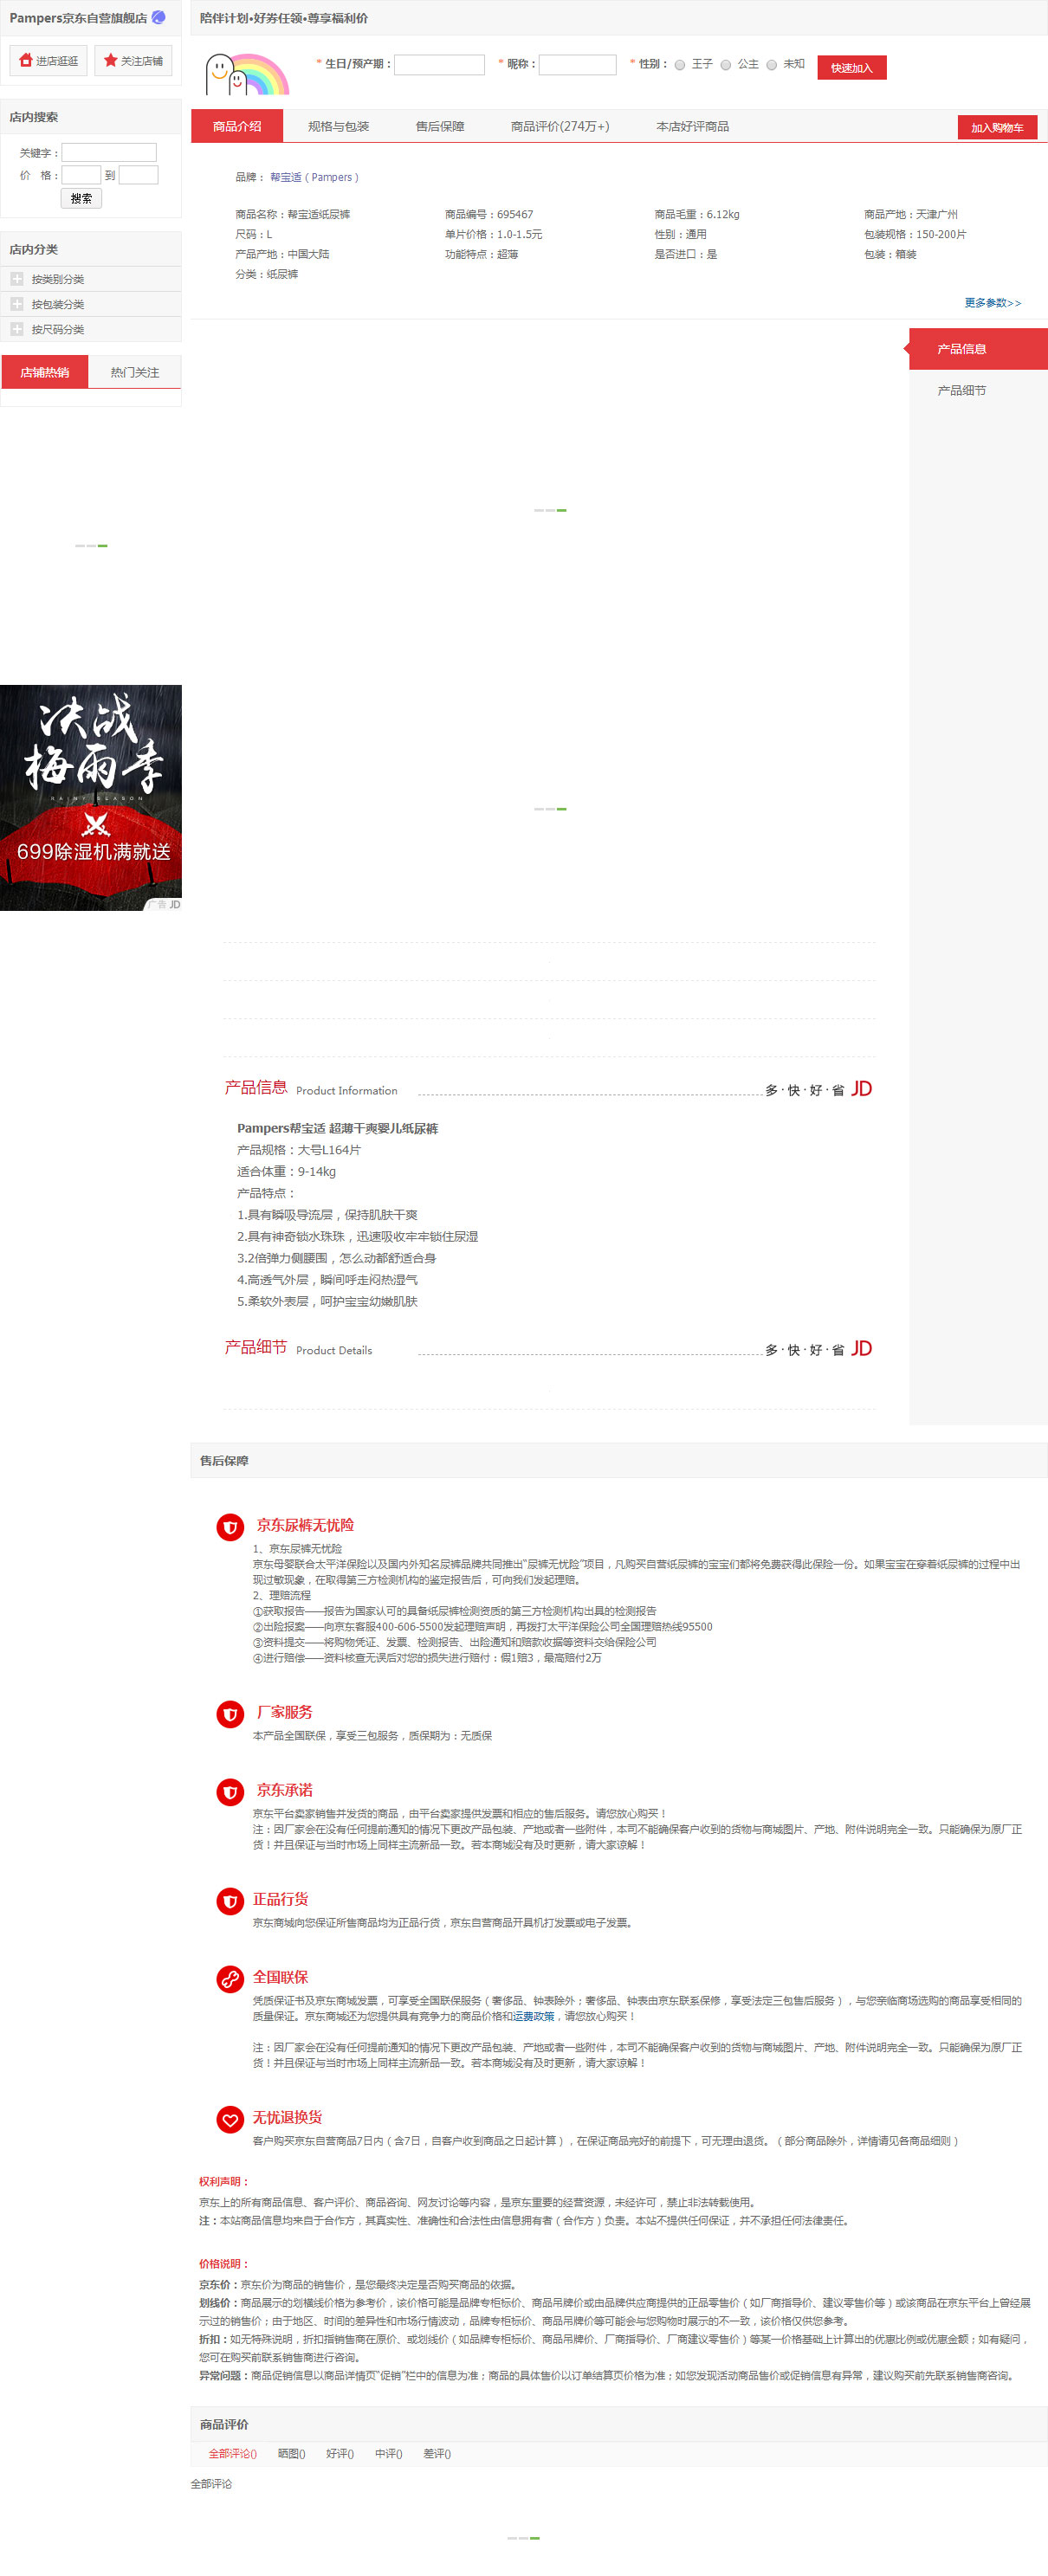 Pampers京东自营旗舰店
进店逛逛
关注店铺
店内搜索
关键字：
价 格： 到
搜索
店内分类
按类别分类
按包装分类
按尺码分类
店铺热销 热门关注
决战
梅雨季
RAINY SEASON
699除湿机满就送
广告 JD
陪伴计划•好券任领•尊享福利价
* 生日/预产期： * 昵称： * 性别： 王子 公主 未知 快速加入
商品介绍 规格与包装 售后保障 商品评价(274万+) 本店好评商品 加入购物车
品牌： 帮宝适（Pampers）
商品名称：帮宝适纸尿裤 商品编号：695467 商品毛重：6.12kg 商品产地：天津广州
尺码：L 单片价格：1.0-1.5元 性别：通用 包装规格：150-200片
产品产地：中国大陆 功能特点：超薄 是否进口：是 包装：箱装
分类：纸尿裤
更多参数>>
产品信息
产品细节
产品信息 Product Information 多·快·好·省 JD
Pampers帮宝适 超薄干爽婴儿纸尿裤
产品规格：大号L164片
适合体重：9-14kg
产品特点：
1.具有瞬吸导流层，保持肌肤干爽
2.具有神奇锁水珠珠，迅速吸收牢牢锁住尿湿
3.2倍弹力侧腰围，怎么动都舒适合身
4.高透气外层，瞬间呼走闷热湿气
5.柔软外表层，呵护宝宝幼嫩肌肤
产品细节 Product Details 多·快·好·省 JD
售后保障
京东尿裤无忧险
1、京东尿裤无忧险
京东母婴联合太平洋保险以及国内外知名尿裤品牌共同推出“尿裤无忧险”项目，凡购买自营纸尿裤的宝宝们都将免费获得此保险一份。如果宝宝在穿着纸尿裤的过程中出
现过敏现象，在取得第三方检测机构的鉴定报告后，可向我们发起理赔。
2、理赔流程
①获取报告——报告为国家认可的具备纸尿裤检测资质的第三方检测机构出具的检测报告
②出险报案——向京东客服400-606-5500发起理赔声明，再拨打太平洋保险公司全国理赔热线95500
③资料提交——将购物凭证、发票、检测报告、出险通知和赔款收据等资料交给保险公司
④进行赔偿——资料核查无误后对您的损失进行赔付：假1赔3，最高赔付2万
厂家服务
本产品全国联保，享受三包服务，质保期为：无质保
京东承诺
京东平台卖家销售并发货的商品，由平台卖家提供发票和相应的售后服务。请您放心购买！
注：因厂家会在没有任何提前通知的情况下更改产品包装、产地或者一些附件，本司不能确保客户收到的货物与商城图片、产地、附件说明完全一致。只能确保为原厂正
货！并且保证与当时市场上同样主流新品一致。若本商城没有及时更新，请大家谅解！
正品行货
京东商城向您保证所售商品均为正品行货，京东自营商品开具机打发票或电子发票。
全国联保
凭质保证书及京东商城发票，可享受全国联保服务（奢侈品、钟表除外；奢侈品、钟表由京东联系保修，享受法定三包售后服务），与您亲临商场选购的商品享受相同的
质量保证。京东商城还为您提供具有竞争力的商品价格和运费政策，请您放心购买！
注：因厂家会在没有任何提前通知的情况下更改产品包装、产地或者一些附件，本司不能确保客户收到的货物与商城图片、产地、附件说明完全一致。只能确保为原厂正
货！并且保证与当时市场上同样主流新品一致。若本商城没有及时更新，请大家谅解！
无忧退换货
客户购买京东自营商品7日内（含7日，自客户收到商品之日起计算），在保证商品完好的前提下，可无理由退货。（部分商品除外，详情请见各商品细则）
权利声明：
京东上的所有商品信息、客户评价、商品咨询、网友讨论等内容，是京东重要的经营资源，未经许可，禁止非法转载使用。
注：本站商品信息均来自于合作方，其真实性、准确性和合法性由信息拥有者（合作方）负责。本站不提供任何保证，并不承担任何法律责任。
价格说明：
京东价：京东价为商品的销售价，是您最终决定是否购买商品的依据。
划线价：商品展示的划横线价格为参考价，该价格可能是品牌专柜标价、商品吊牌价或由品牌供应商提供的正品零售价（如厂商指导价、建议零售价等）或该商品在京东平台上曾经展
示过的销售价；由于地区、时间的差异性和市场行情波动，品牌专柜标价、商品吊牌价等可能会与您购物时展示的不一致，该价格仅供您参考。
折扣：如无特殊说明，折扣指销售商在原价、或划线价（如品牌专柜标价、商品吊牌价、厂商指导价、厂商建议零售价）等某一价格基础上计算出的优惠比例或优惠金额；如有疑问，
您可在购买前联系销售商进行咨询。
异常问题：商品促销信息以商品详情页“促销”栏中的信息为准；商品的具体售价以订单结算页价格为准；如您发现活动商品售价或促销信息有异常，建议购买前先联系销售商咨询。
商品评价
全部评论() 晒图() 好评() 中评() 差评()
全部评论